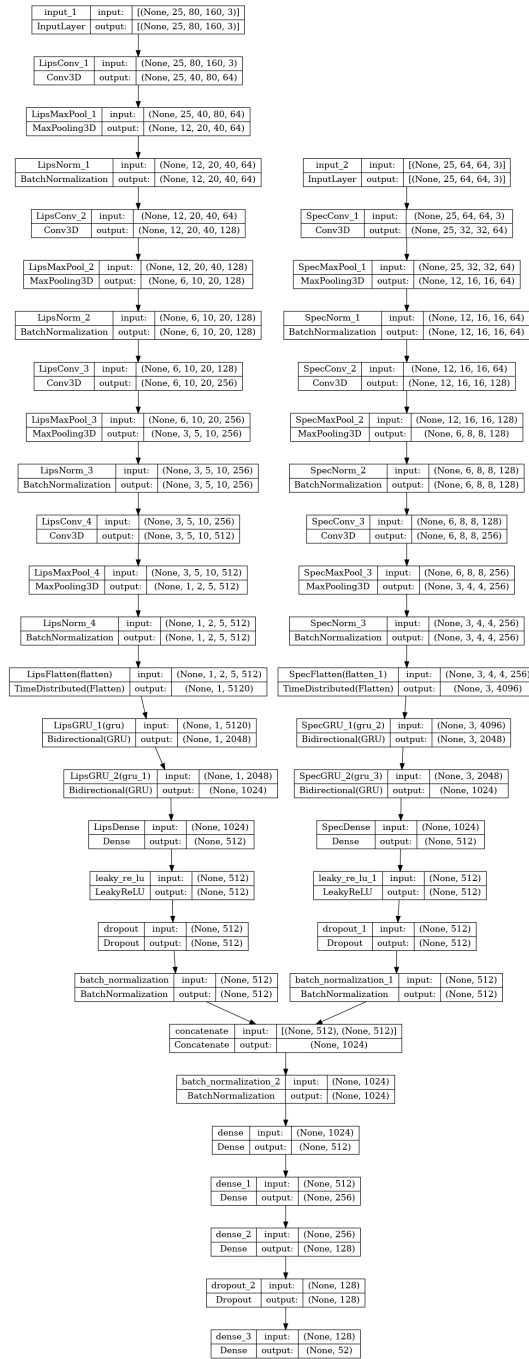 input_1 input: [(None, 25, 80, 160, 3)]
InputLayer output: [(None, 25, 80, 160, 3)]
LipsConv_1 input: (None, 25, 80, 160, 3)
Conv3D output: (None, 25, 40, 80, 64)
LipsMaxPool_1 input: (None, 25, 40, 80, 64)
MaxPooling3D output: (None, 12, 20, 40, 64)
LipsNorm_1 input: (None, 12, 20, 40, 64)
BatchNormalization output: (None, 12, 20, 40, 64)
LipsConv_2 input: (None, 12, 20, 40, 64)
Conv3D output: (None, 12, 20, 40, 128)
LipsMaxPool_2 input: (None, 12, 20, 40, 128)
MaxPooling3D output: (None, 6, 10, 20, 128)
LipsNorm_2 input: (None, 6, 10, 20, 128)
BatchNormalization output: (None, 6, 10, 20, 128)
LipsConv_3 input: (None, 6, 10, 20, 128)
Conv3D output: (None, 6, 10, 20, 256)
LipsMaxPool_3 input: (None, 6, 10, 20, 256)
MaxPooling3D output: (None, 3, 5, 10, 256)
LipsNorm_3 input: (None, 3, 5, 10, 256)
BatchNormalization output: (None, 3, 5, 10, 256)
LipsConv_4 input: (None, 3, 5, 10, 256)
Conv3D output: (None, 3, 5, 10, 512)
LipsMaxPool_4 input: (None, 3, 5, 10, 512)
MaxPooling3D output: (None, 1, 2, 5, 512)
LipsNorm_4 input: (None, 1, 2, 5, 512)
BatchNormalization output: (None, 1, 2, 5, 512)
LipsFlatten(flatten) input: (None, 1, 2, 5, 512)
TimeDistributed(Flatten) output: (None, 1, 5120)
LipsGRU_1(gru) input: (None, 1, 5120)
Bidirectional(GRU) output: (None, 1, 2048)
LipsGRU_2(gru_1) input: (None, 1, 2048)
Bidirectional(GRU) output: (None, 1024)
LipsDense input: (None, 1024)
Dense output: (None, 512)
leaky_re_lu input: (None, 512)
LeakyReLU output: (None, 512)
dropout input: (None, 512)
Dropout output: (None, 512)
batch_normalization input: (None, 512)
BatchNormalization output: (None, 512)
input_2 input: [(None, 25, 64, 64, 3)]
InputLayer output: [(None, 25, 64, 64, 3)]
SpecConv_1 input: (None, 25, 64, 64, 3)
Conv3D output: (None, 25, 32, 32, 64)
SpecMaxPool_1 input: (None, 25, 32, 32, 64)
MaxPooling3D output: (None, 12, 16, 16, 64)
SpecNorm_1 input: (None, 12, 16, 16, 64)
BatchNormalization output: (None, 12, 16, 16, 64)
SpecConv_2 input: (None, 12, 16, 16, 64)
Conv3D output: (None, 12, 16, 16, 128)
SpecMaxPool_2 input: (None, 12, 16, 16, 128)
MaxPooling3D output: (None, 6, 8, 8, 128)
SpecNorm_2 input: (None, 6, 8, 8, 128)
BatchNormalization output: (None, 6, 8, 8, 128)
SpecConv_3 input: (None, 6, 8, 8, 128)
Conv3D output: (None, 6, 8, 8, 256)
SpecMaxPool_3 input: (None, 6, 8, 8, 256)
MaxPooling3D output: (None, 3, 4, 4, 256)
SpecNorm_3 input: (None, 3, 4, 4, 256)
BatchNormalization output: (None, 3, 4, 4, 256)
SpecFlatten(flatten_1) input: (None, 3, 4, 4, 256)
TimeDistributed(Flatten) output: (None, 3, 4096)
SpecGRU_1(gru_2) input: (None, 3, 4096)
Bidirectional(GRU) output: (None, 3, 2048)
SpecGRU_2(gru_3) input: (None, 3, 2048)
Bidirectional(GRU) output: (None, 1024)
SpecDense input: (None, 1024)
Dense output: (None, 512)
leaky_re_lu_1 input: (None, 512)
LeakyReLU output: (None, 512)
dropout_1 input: (None, 512)
Dropout output: (None, 512)
batch_normalization_1 input: (None, 512)
BatchNormalization output: (None, 512)
concatenate input: [(None, 512), (None, 512)]
Concatenate output: (None, 1024)
batch_normalization_2 input: (None, 1024)
BatchNormalization output: (None, 1024)
dense input: (None, 1024)
Dense output: (None, 512)
dense_1 input: (None, 512)
Dense output: (None, 256)
dense_2 input: (None, 256)
Dense output: (None, 128)
dropout_2 input: (None, 128)
Dropout output: (None, 128)
dense_3 input: (None, 128)
Dense output: (None, 52)